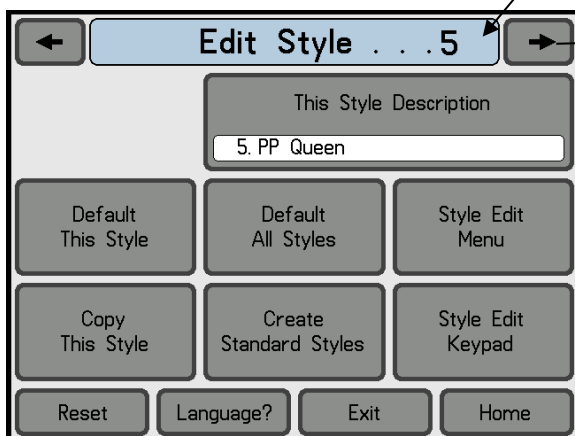 Edit Style . . .5
This Style Description
5. PP Queen
Default
This Style
Default
All Styles
Style Edit
Menu
Copy
This Style
Create
Standard Styles
Style Edit
Keypad
Reset
Language?
Exit
Home